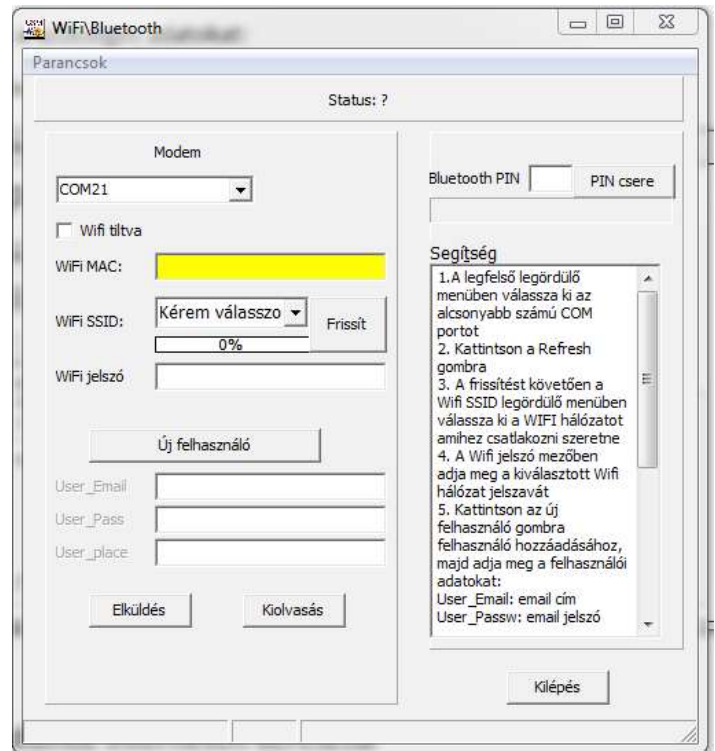 WiFi\Bluetooth
Parancsok
Status: ?
Modem
COM21
Wifi tiltva
WiFi MAC:
WiFi SSID:
Kérem válasszo
Frissít
0%
WiFi jelszó
Új felhasználó
User_Email
User_Pass
User_place
Elküldés
Kiolvasás
Bluetooth PIN
PIN csere
Segítség
1.A legfelső legördülő
menüben válassza ki az
alcsonyabb számú COM
portot
2. Kattintson a Refresh
gombra
3. A frissítést követően a
Wifi SSID legördülő menüben
válassza ki a WIFI hálózatot
amihez csatlakozni szeretne
4. A Wifi jelszó mezőben
adja meg a kiválasztott Wifi
hálózat jelszavát
5. Kattintson az új
felhasználó gombra
felhasználó hozzáadásához,
majd adja meg a felhasználói
adatokat:
User_Email: email cím
User_Passw: email jelszó
Kilépés